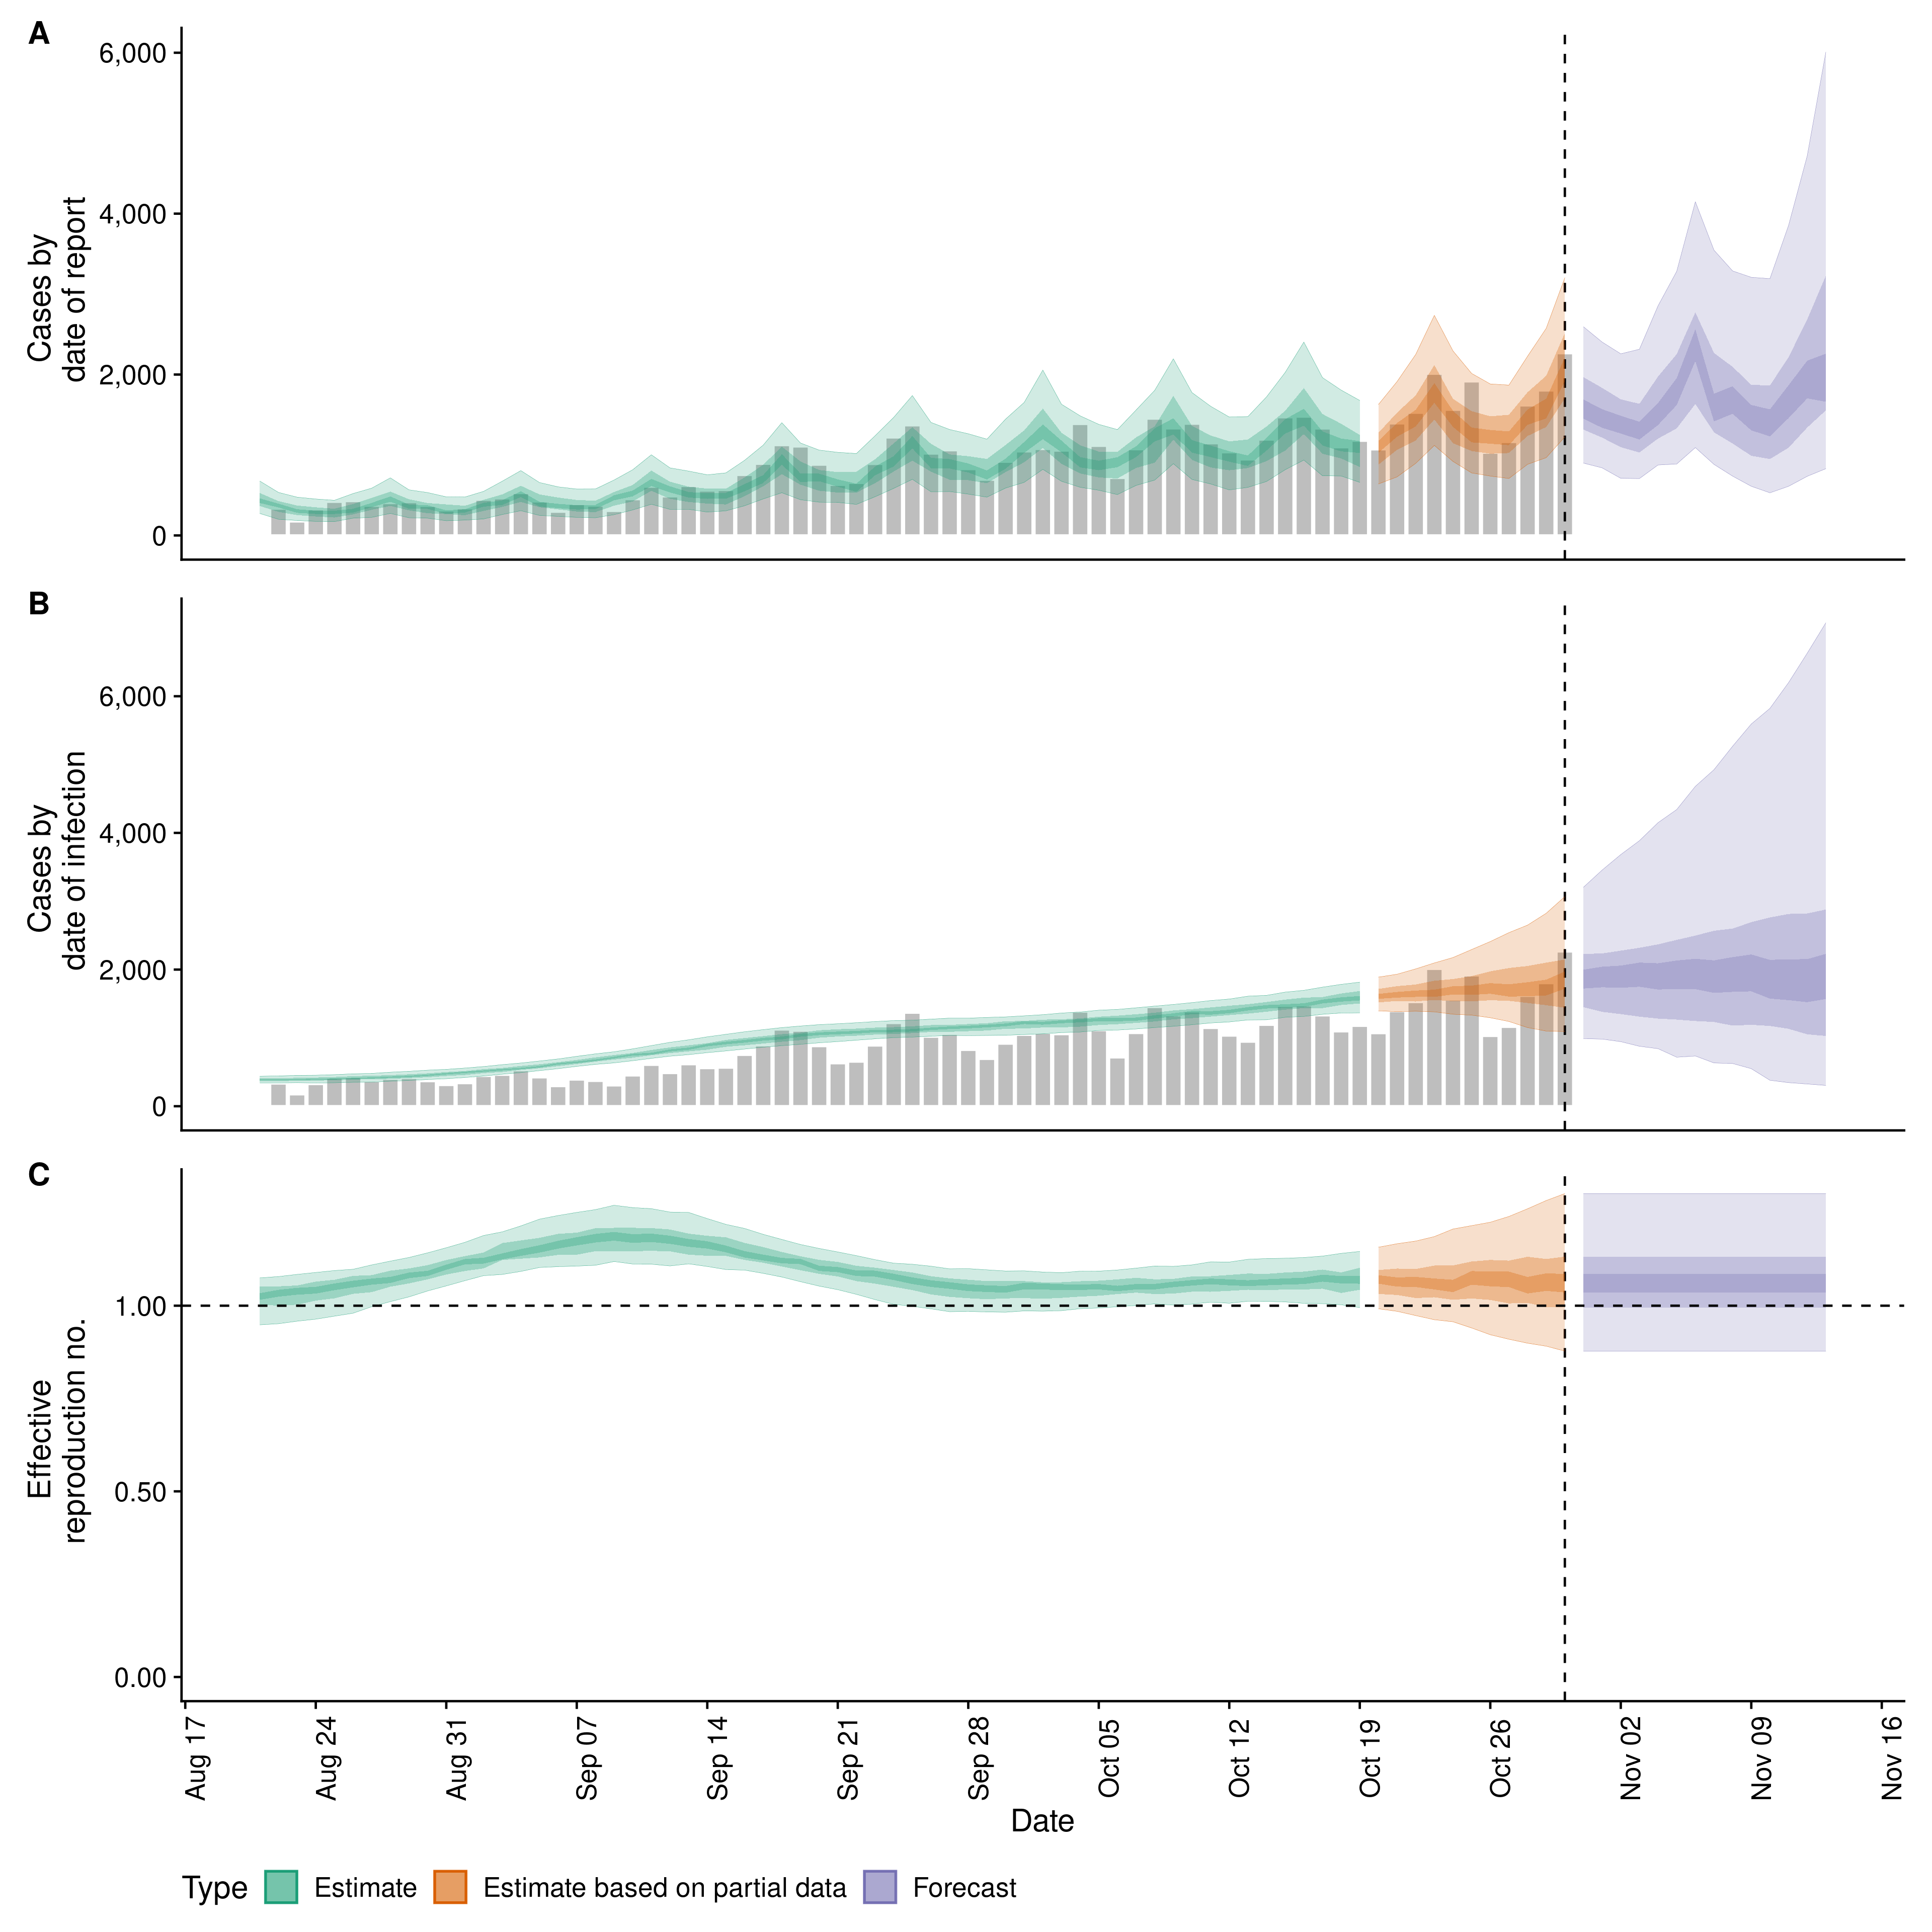 A
6,000
4,000
2,000
0
Cases by
date of report
B
6,000
4,000
2,000
0
Cases by
date of infection
C
1.00
0.50
0.00
Effective
reproduction no.
Aug 17
Aug 24
Aug 31
Sep 07
Sep 14
Sep 21
Sep 28
Oct 05
Oct 12
Oct 19
Oct 26
Nov 02
Nov 09
Nov 16
Date
Type Estimate Estimate based on partial data Forecast